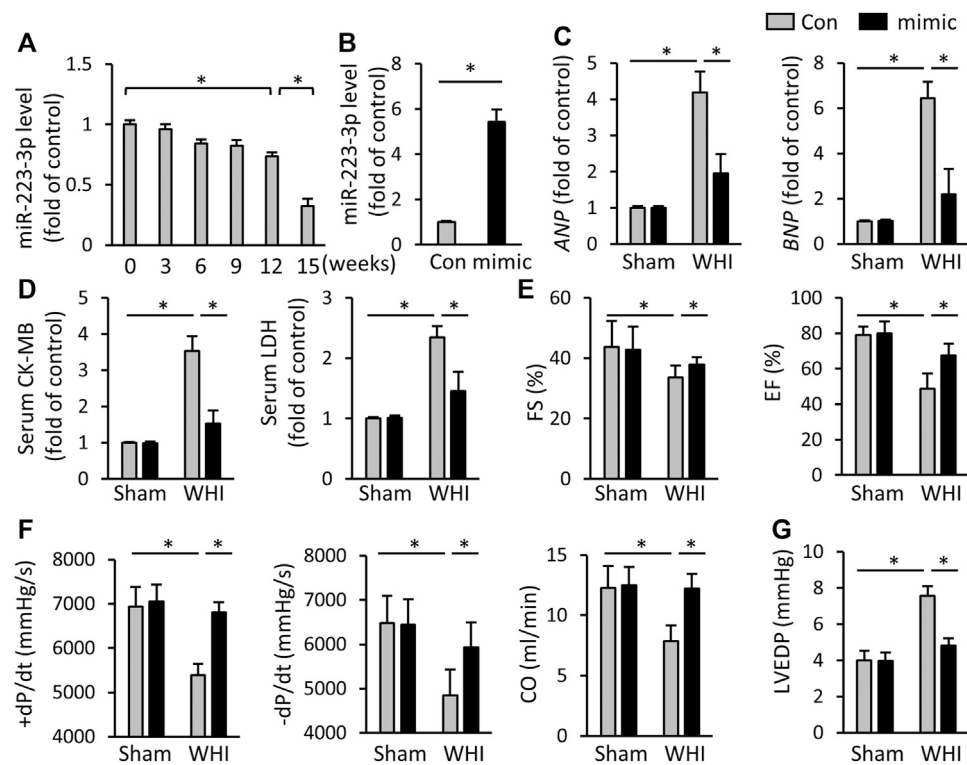 Con mimic
A
miR-223-3p level
(fold of control)
1.5
1
0.5
0
* *
0 3 6 9 12 15 (weeks)
B
miR-223-3p level
(fold of control)
8
6
4
2
0
*
Con mimic
C
ANP (fold of control)
5
4
3
2
1
0
* *
Sham WHI
BNP (fold of control)
8
6
4
2
0
* *
Sham WHI
D
Serum CK-MB
(fold of control)
5
4
3
2
1
0
* *
Sham WHI
Serum LDH
(fold of control)
3
2
1
0
* *
Sham WHI
E
FS (%)
60
40
20
0
* *
Sham WHI
EF (%)
100
80
60
40
20
0
* *
Sham WHI
F
+dP/dt (mmHg/s)
8000
7000
6000
5000
4000
* *
Sham WHI
-dP/dt (mmHg/s)
8000
7000
6000
5000
4000
* *
Sham WHI
CO (ml/min)
15
10
5
0
* *
Sham WHI
G
LVEDP (mmHg)
10
8
6
4
2
0
* *
Sham WHI